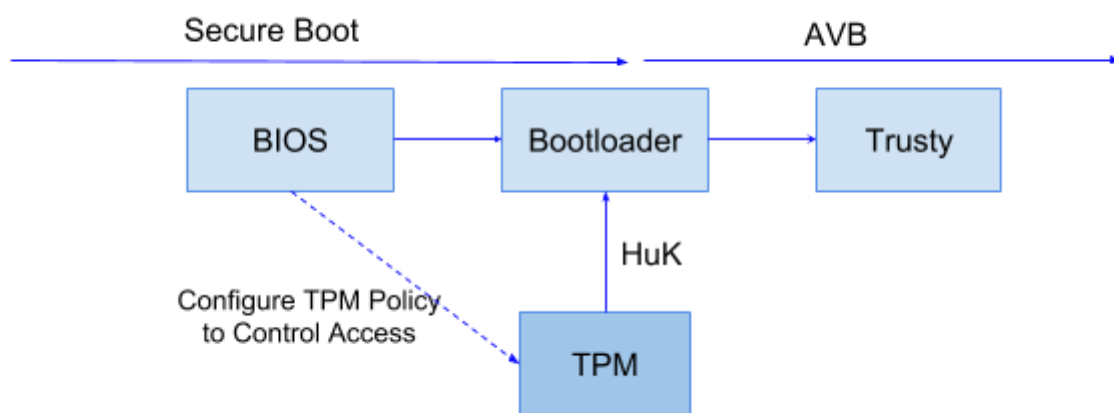 Secure Boot
AVB
BIOS
Bootloader
Trusty
HuK
Configure TPM Policy
to Control Access
TPM